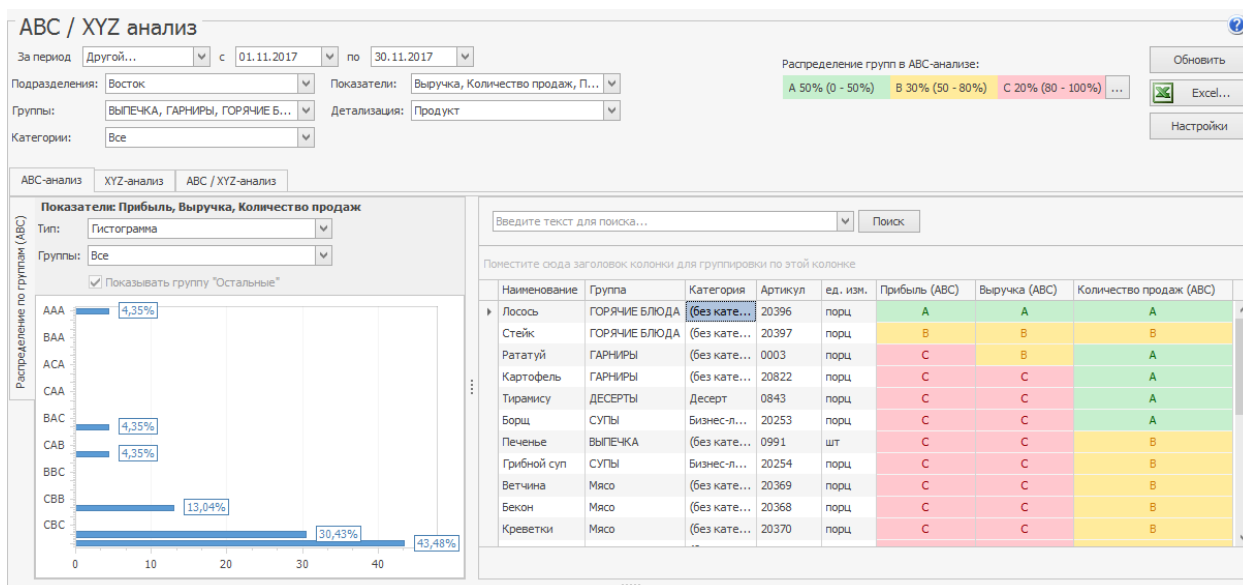 ABC / XYZ анализ
За период Другой... с 01.11.2017 по 30.11.2017
Распределение групп в ABC-анализе:
Обновить
Подразделения: Восток Показатели: Выручка, Количество продаж, П...
A 50% (0 - 50%) B 30% (50 - 80%) C 20% (80 - 100%) ...
Excel...
Группы: ВЫПЕЧКА, ГАРНИРЫ, ГОРЯЧИЕ Б... Детализация: Продукт
Настройки
Категории: Все
ABC-анализ XYZ-анализ ABC / XYZ-анализ
Распределение по группам (ABC)
Показатели: Прибыль, Выручка, Количество продаж
Тип: Гистограмма
Группы: Все
Показывать группу "Остальные"
AAA 4,35%
BAA
ACA
CAA
BAC 4,35%
CAB 4,35%
BBC
CBB 13,04%
CBC
30,43%
43,48%
0 10 20 30 40
Введите текст для поиска... Поиск
Поместите сюда заголовок колонки для группировки по этой колонке
Наименование Группа Категория Артикул ед. изм. Прибыль (ABC) Выручка (ABC) Количество продаж (ABC)
Лосось ГОРЯЧИЕ БЛЮДА (без кате... 20396 порц A A A
Стейк ГОРЯЧИЕ БЛЮДА (без кате... 20397 порц B B B
Рататуй ГАРНИРЫ (без кате... 0003 порц C B A
Картофель ГАРНИРЫ (без кате... 20822 порц C C A
Тирамису ДЕСЕРТЫ Десерт 0843 порц C C A
Борщ СУПЫ Бизнес-л... 20253 порц C C A
Печенье ВЫПЕЧКА (без кате... 0991 шт C C B
Грибной суп СУПЫ Бизнес-л... 20254 порц C C B
Ветчина Мясо (без кате... 20369 порц C C B
Бекон Мясо (без кате... 20368 порц C C B
Креветки Мясо (без кате... 20370 порц C C B